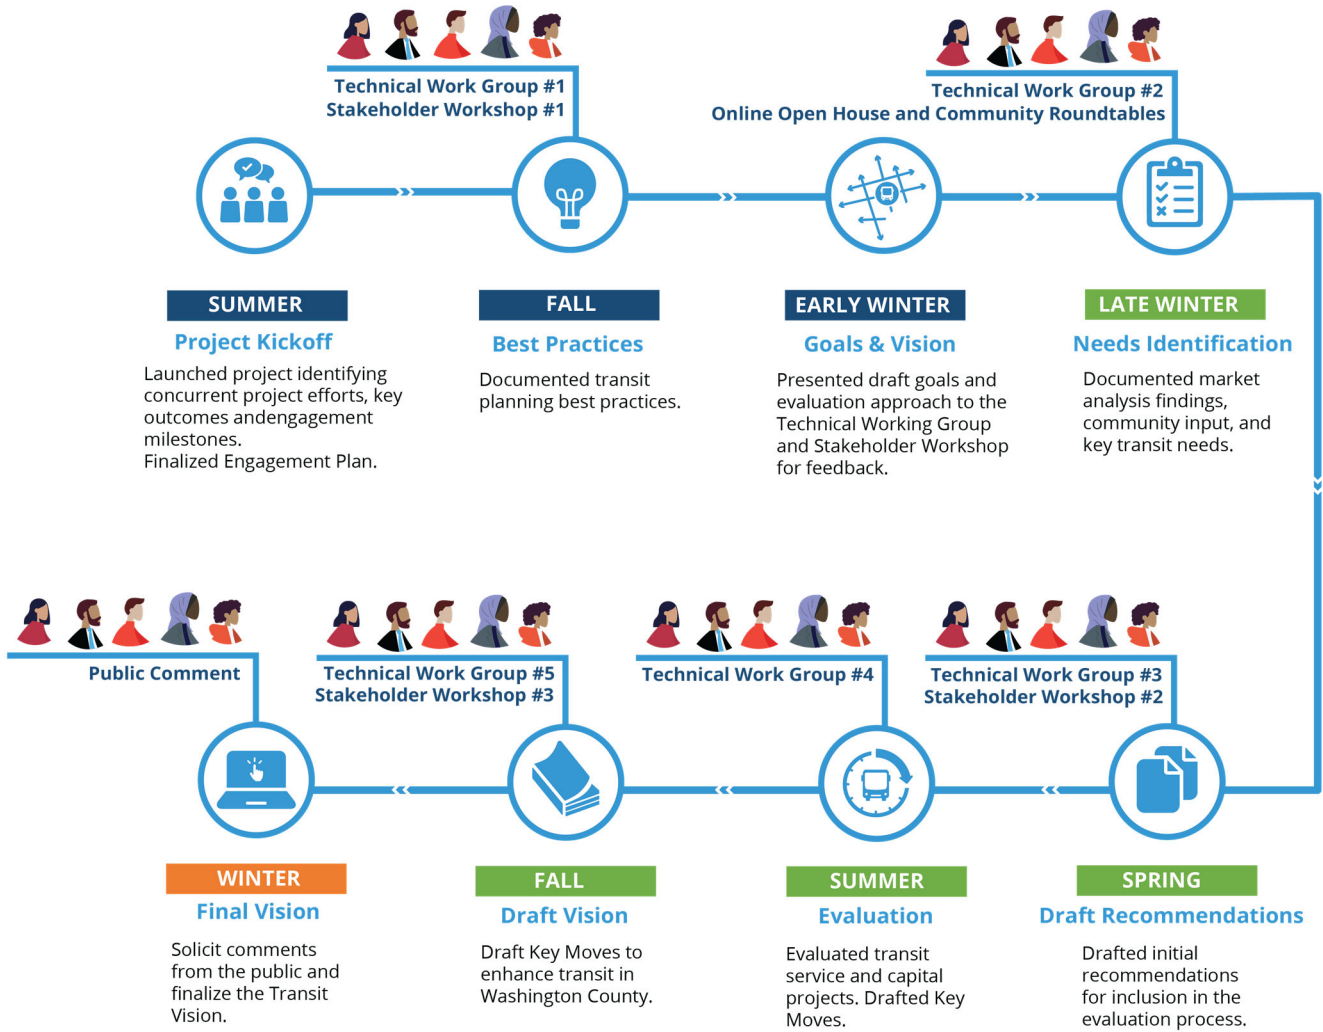 Technical Work Group #1
Stakeholder Workshop #1
Technical Work Group #2
Online Open House and Community Roundtables
SUMMER
Project Kickoff
Launched project identifying
concurrent project efforts, key
outcomes andengagement
milestones.
Finalized Engagement Plan.
FALL
Best Practices
Documented transit
planning best practices.
EARLY WINTER
Goals & Vision
Presented draft goals and
evaluation approach to the
Technical Working Group
and Stakeholder Workshop
for feedback.
LATE WINTER
Needs Identification
Documented market
analysis findings,
community input, and
key transit needs.
Technical Work Group #3
Stakeholder Workshop #2
SPRING
Draft Recommendations
Drafted initial
recommendations
for inclusion in the
evaluation process.
Technical Work Group #4
SUMMER
Evaluation
Evaluated transit
service and capital
projects. Drafted Key
Moves.
Technical Work Group #5
Stakeholder Workshop #3
FALL
Draft Vision
Draft Key Moves to
enhance transit in
Washington County.
Public Comment
WINTER
Final Vision
Solicit comments
from the public and
finalize the Transit
Vision.